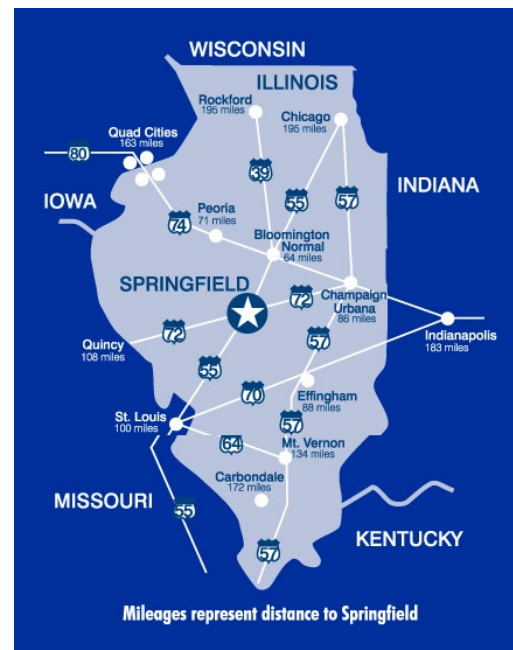 WISCONSIN
ILLINOIS
Rockford
195 miles
Chicago
195 miles
Quad Cities
163 miles
80
39
55
57
INDIANA
IOWA
74
Peoria
71 miles
Bloomington
Normal
64 miles
SPRINGFIELD
72
Champaign
Urbana
86 miles
72
Quincy
108 miles
57
Indianapolis
183 miles
55
70
Effingham
88 miles
St. Louis
100 miles
57
64
Mt. Vernon
134 miles
Carbondale
172 miles
MISSOURI
55
KENTUCKY
57
Mileages represent distance to Springfield